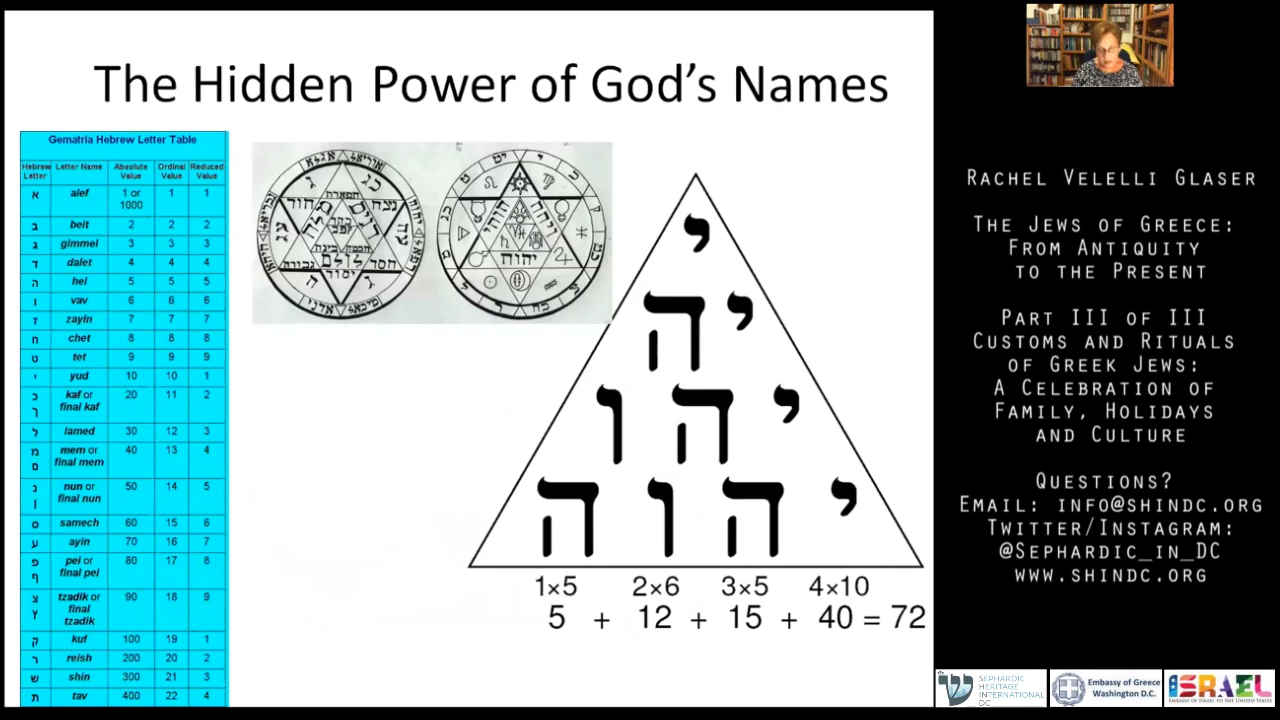 The Hidden Power of God's Names
Gematria Hebrew Letter Table
Hebrew Letter Letter Name Absolute Value Ordinal Value Reduced Value
א alef 1 or 1000 1 1
ב beit 2 2 2
ג gimmel 3 3 3
ד dalet 4 4 4
ה hei 5 5 5
ו vav 6 6 6
ז zayin 7 7 7
ח chet 8 8 8
ט tet 9 9 9
י yud 10 10 1
כ ך kaf or final kaf 20 11 2
ל lamed 30 12 3
מ ם mem or final mem 40 13 4
נ ן nun or final nun 50 14 5
ס samech 60 15 6
ע ayin 70 16 7
פ ף pei or final pei 80 17 8
צ ץ tzadik or final tzadik 90 18 9
ק kuf 100 19 1
ר reish 200 20 2
ש shin 300 21 3
ת tav 400 22 4
תפארת
נצח
הוד
חסד
גבורה
יסוד
יהוה
י
יה
יהו
יהוה
1×5 2×6 3×5 4×10
5 + 12 + 15 + 40 = 72
Rachel Velelli Glaser
The Jews of Greece:
From Antiquity
to the Present
Part III of III
Customs and Rituals
of Greek Jews:
A Celebration of
Family, Holidays
and Culture
Questions?
Email: info@shindc.org
Twitter/Instagram:
@Sephardic_in_DC
www.shindc.org
SEPHARDIC
HERITAGE
INTERNATIONAL
DC
Embassy of Greece
Washington D.C.
ISRAEL
EMBASSY OF ISRAEL TO THE UNITED STATES